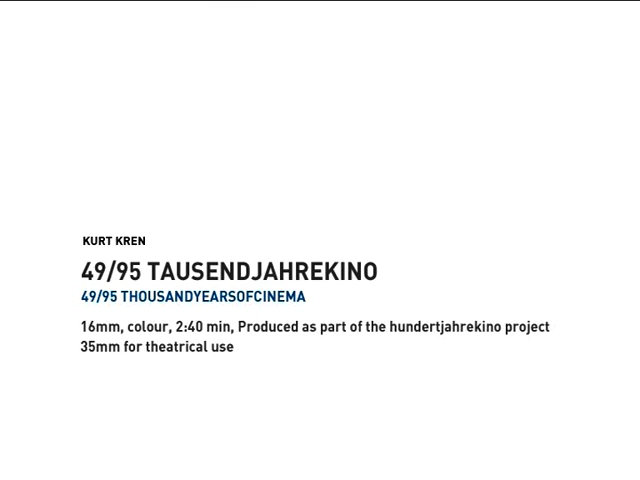 KURT KREN
49/95 TAUSENDJAHREKINO
49/95 THOUSANDYEARSOFCINEMA
16mm, colour, 2:40 min, Produced as part of the hundertjahrekino project
35mm for theatrical use